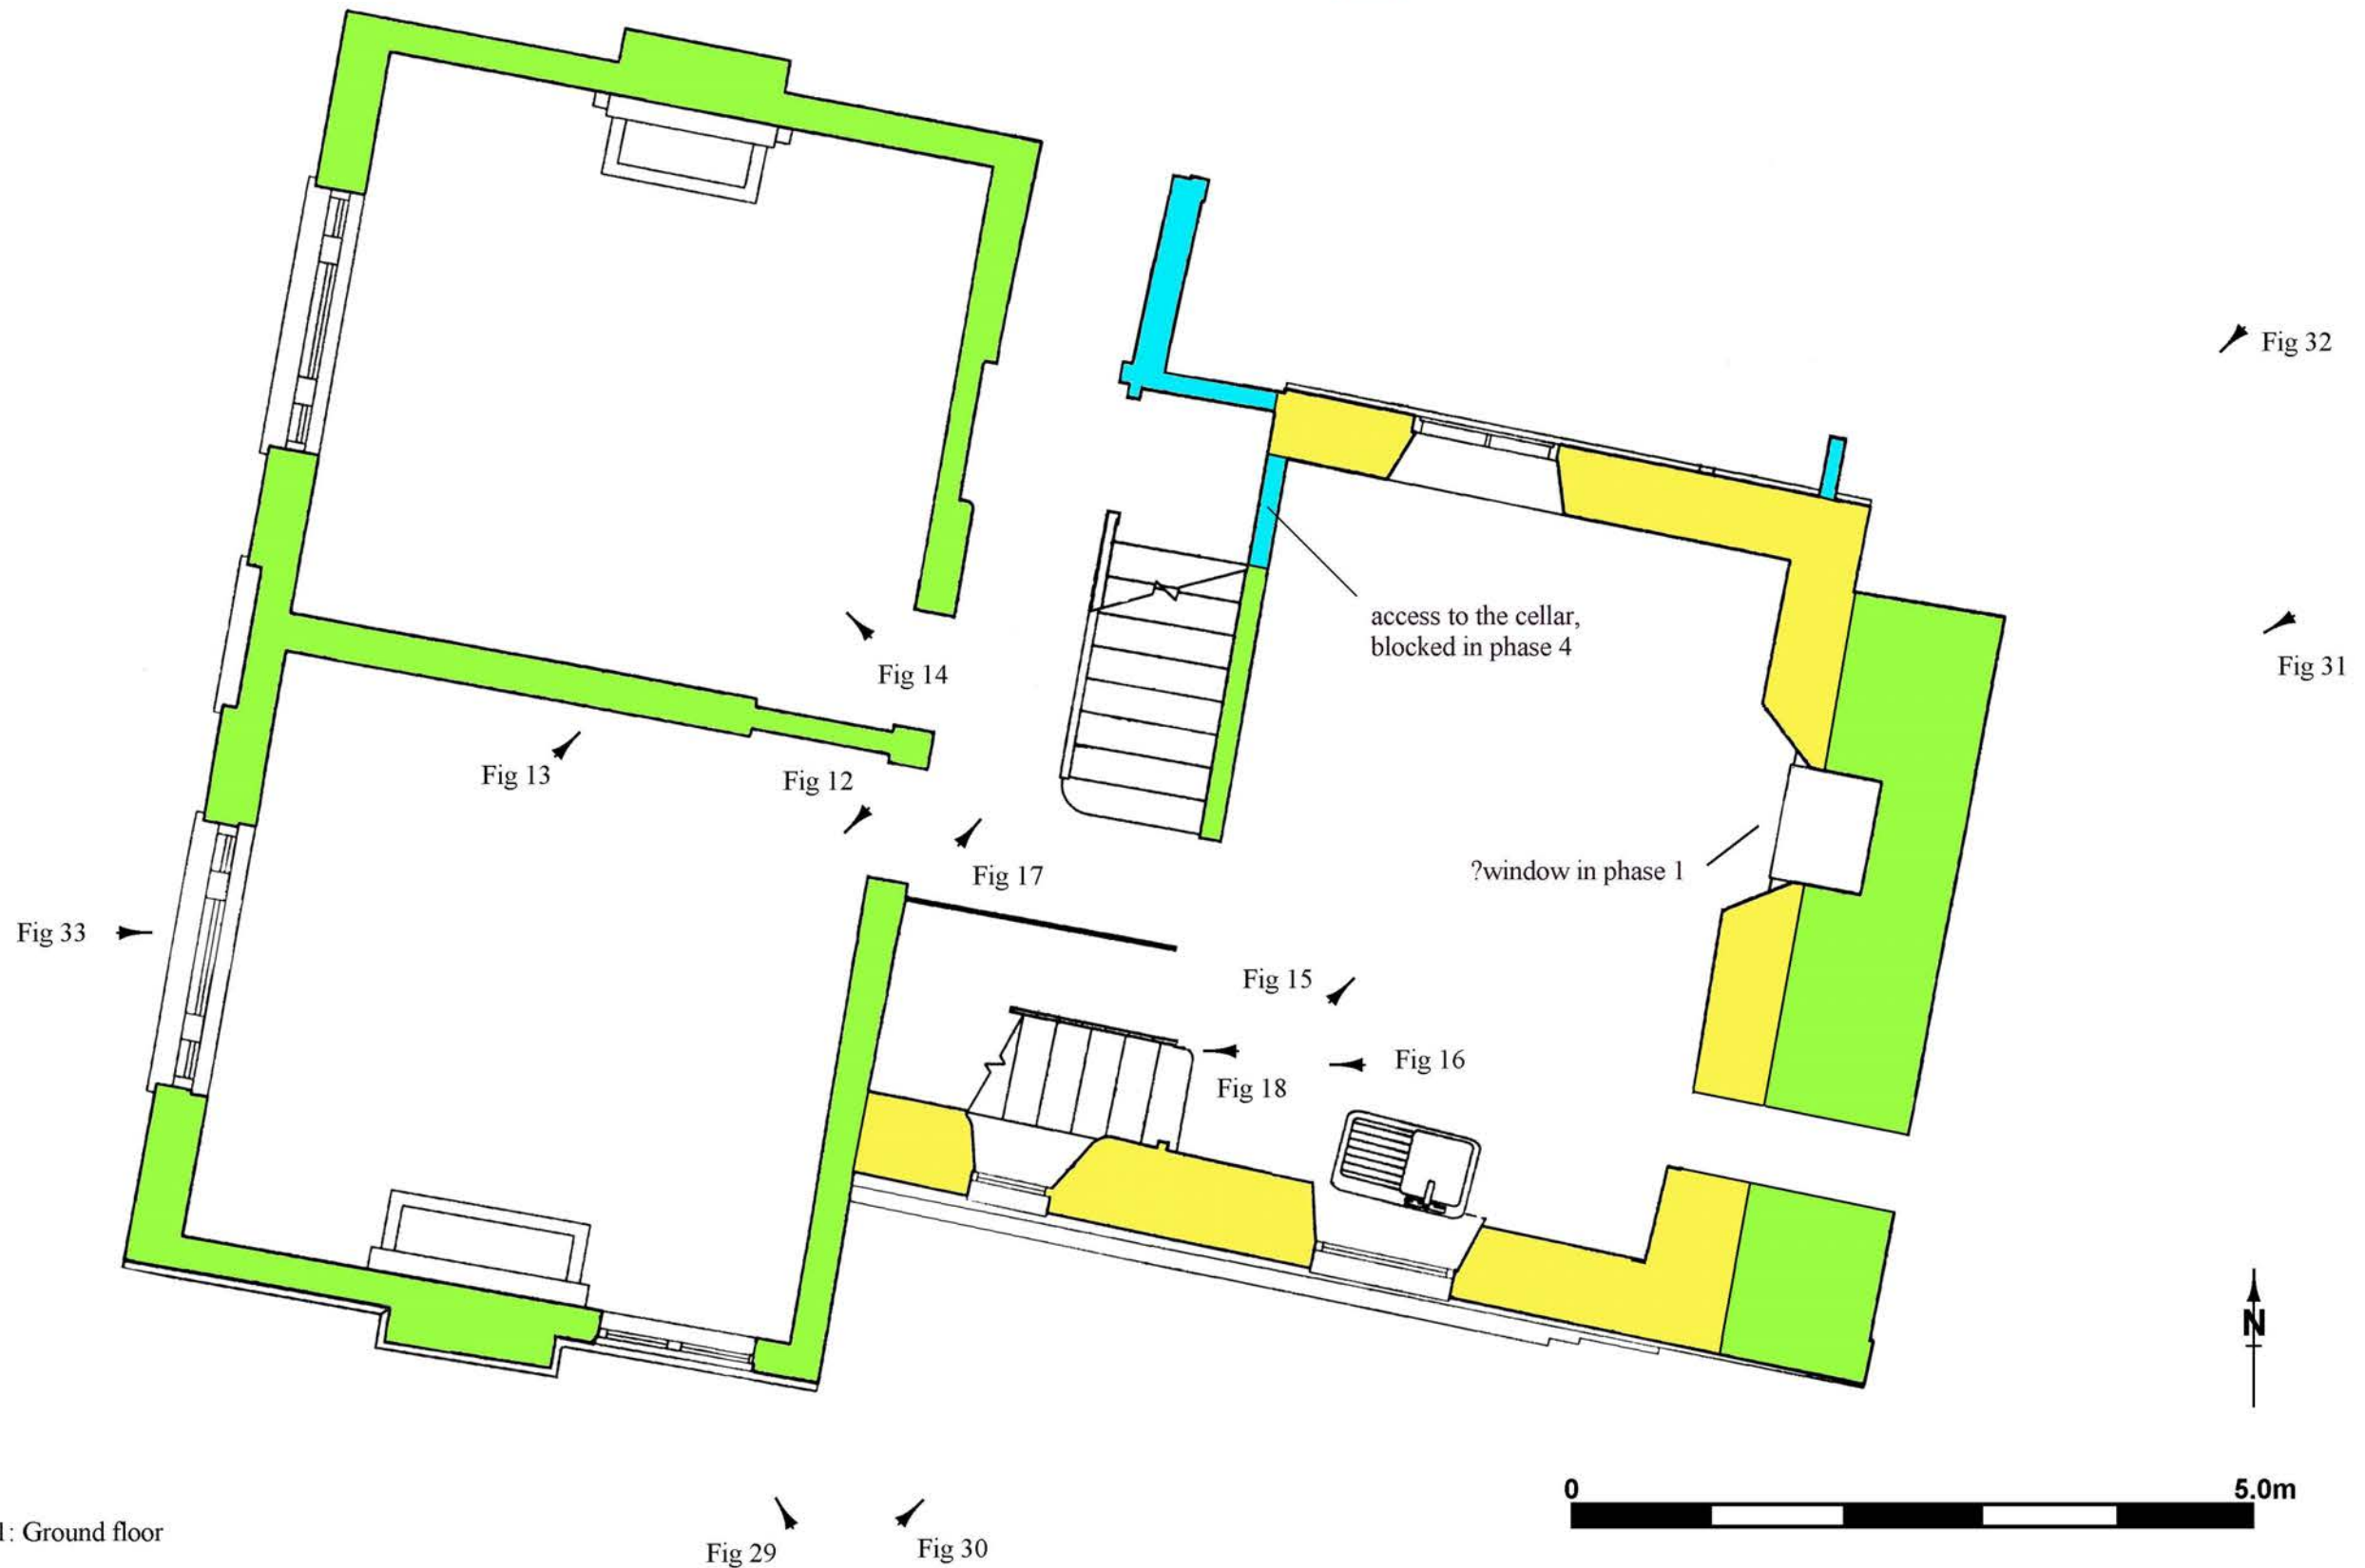 Fig 32
access to the cellar,
blocked in phase 4
Fig 31
Fig 14
Fig 13
Fig 12
Fig 17
?window in phase 1
Fig 33
Fig 15
Fig 16
Fig 18
N
0
5.0m
1: Ground floor
Fig 29
Fig 30